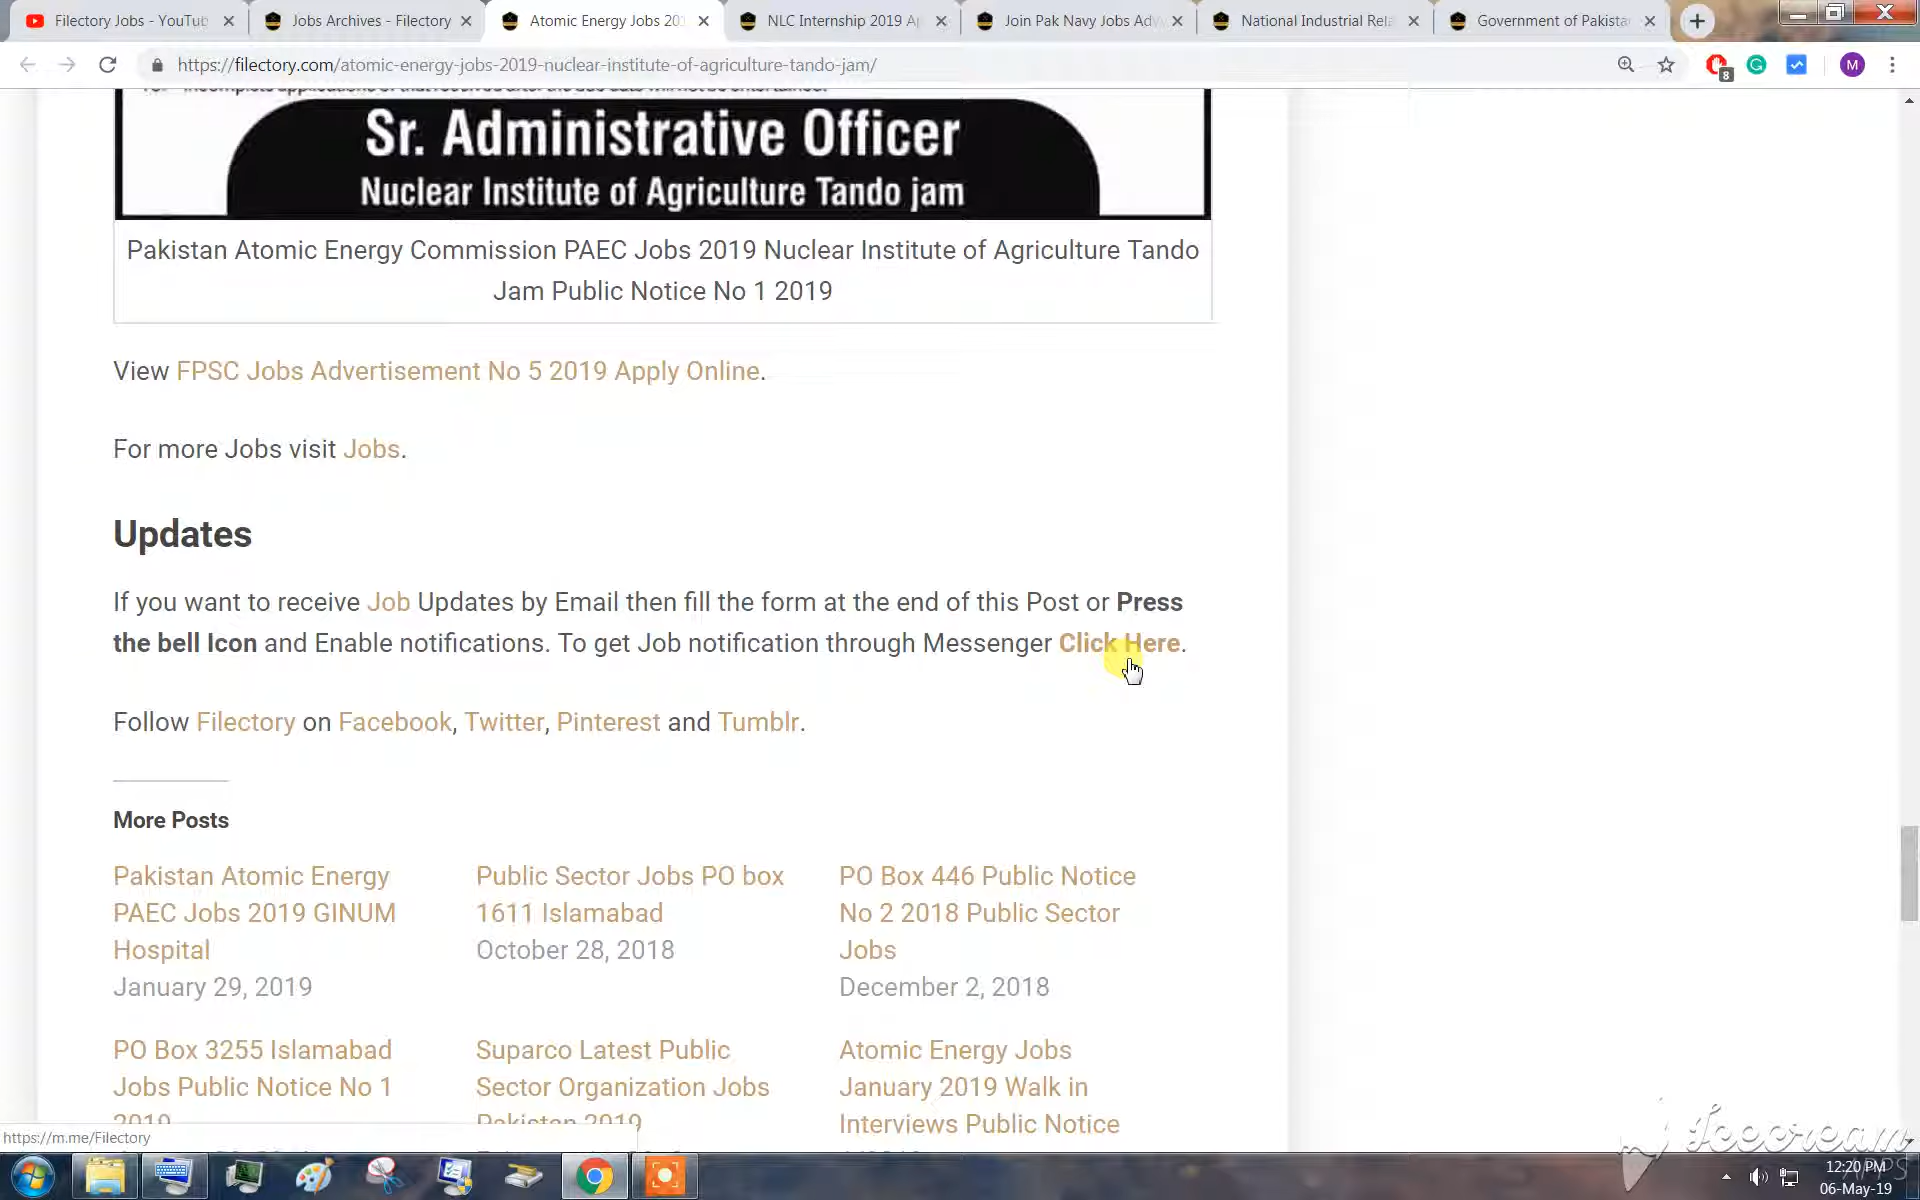 Filectory Jobs - YouTub
Jobs Archives - Filectory
Atomic Energy Jobs 20
NLC Internship 2019 A
Join Pak Navy Jobs Adv
National Industrial Rela
Government of Pakista
https://filectory.com/atomic-energy-jobs-2019-nuclear-institute-of-agriculture-tando-jam/
8
M
Sr. Administrative Officer
Nuclear Institute of Agriculture Tando jam
Pakistan Atomic Energy Commission PAEC Jobs 2019 Nuclear Institute of Agriculture Tando
Jam Public Notice No 1 2019
View FPSC Jobs Advertisement No 5 2019 Apply Online.
For more Jobs visit Jobs.
Updates
If you want to receive Job Updates by Email then fill the form at the end of this Post or Press
the bell Icon and Enable notifications. To get Job notification through Messenger Click Here.
Follow Filectory on Facebook, Twitter, Pinterest and Tumblr.
More Posts
Pakistan Atomic Energy
PAEC Jobs 2019 GINUM
Hospital
January 29, 2019
Public Sector Jobs PO box
1611 Islamabad
October 28, 2018
PO Box 446 Public Notice
No 2 2018 Public Sector
Jobs
December 2, 2018
PO Box 3255 Islamabad
Jobs Public Notice No 1
2019
Suparco Latest Public
Sector Organization Jobs
Pakistan 2019
Atomic Energy Jobs
January 2019 Walk in
Interviews Public Notice
https://m.me/Filectory
Icecream
APPS
12:20 PM
06-May-19